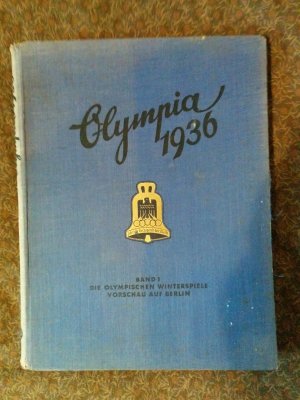 Olympia
1936
BAND I
DIE OLYMPISCHEN WINTERSPIELE
VORSCHAU AUF BERLIN